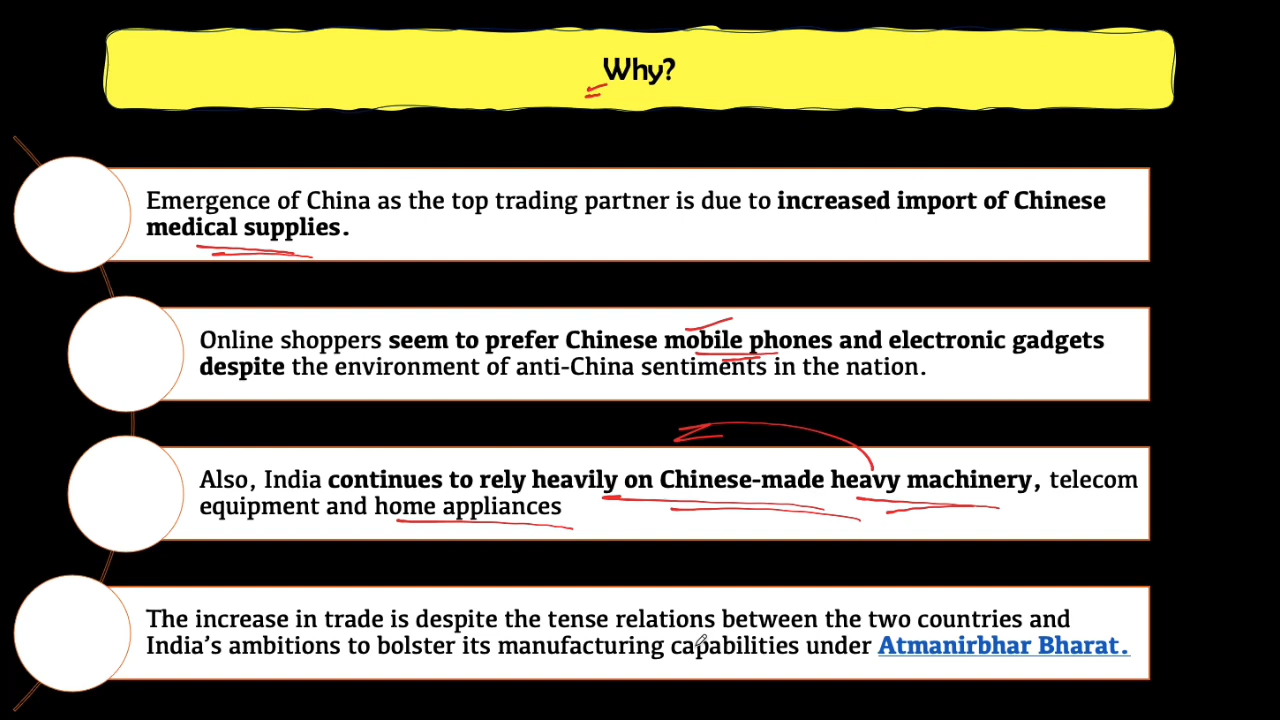 Why?
Emergence of China as the top trading partner is due to increased import of Chinese
medical supplies.
Online shoppers seem to prefer Chinese mobile phones and electronic gadgets
despite the environment of anti-China sentiments in the nation.
Also, India continues to rely heavily on Chinese-made heavy machinery, telecom
equipment and home appliances
The increase in trade is despite the tense relations between the two countries and
India’s ambitions to bolster its manufacturing capabilities under Atmanirbhar Bharat.